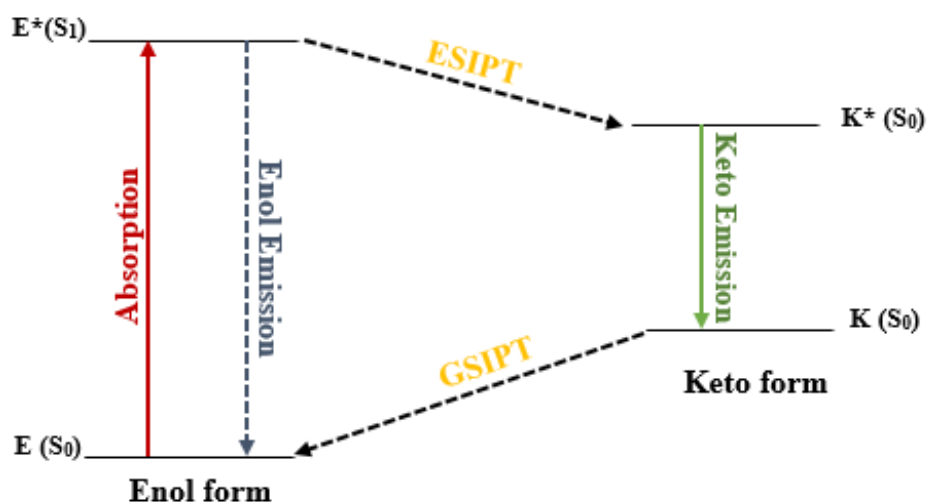 E*(S₁)
ESIPT
K* (S₀)
Absorption
Enol Emission
Keto Emission
K (S₀)
GSIPT
Keto form
E (S₀)
Enol form